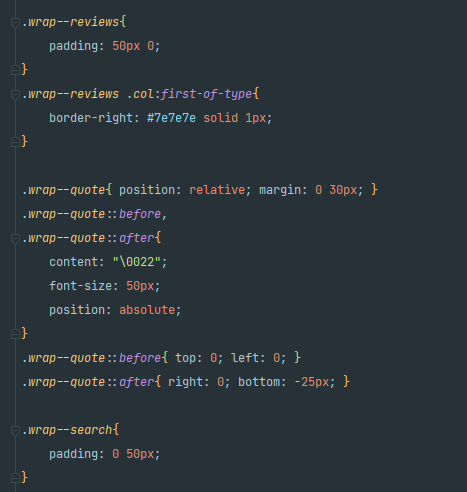 .wrap--reviews{
    padding: 50px 0;
}
.wrap--reviews .col:first-of-type{
    border-right: #7e7e7e solid 1px;
}

.wrap--quote{ position: relative; margin: 0 30px; }
.wrap--quote::before,
.wrap--quote::after{
    content: "\0022";
    font-size: 50px;
    position: absolute;
}
.wrap--quote::before{ top: 0; left: 0; }
.wrap--quote::after{ right: 0; bottom: -25px; }

.wrap--search{
    padding: 0 50px;
}